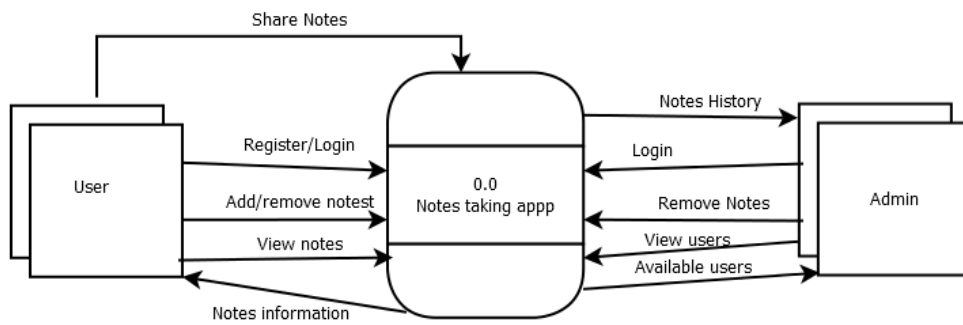 Share Notes
Notes History
Register/Login
Login
User
0.0
Notes taking appp
Admin
Add/remove notest
Remove Notes
View notes
View users
Available users
Notes information